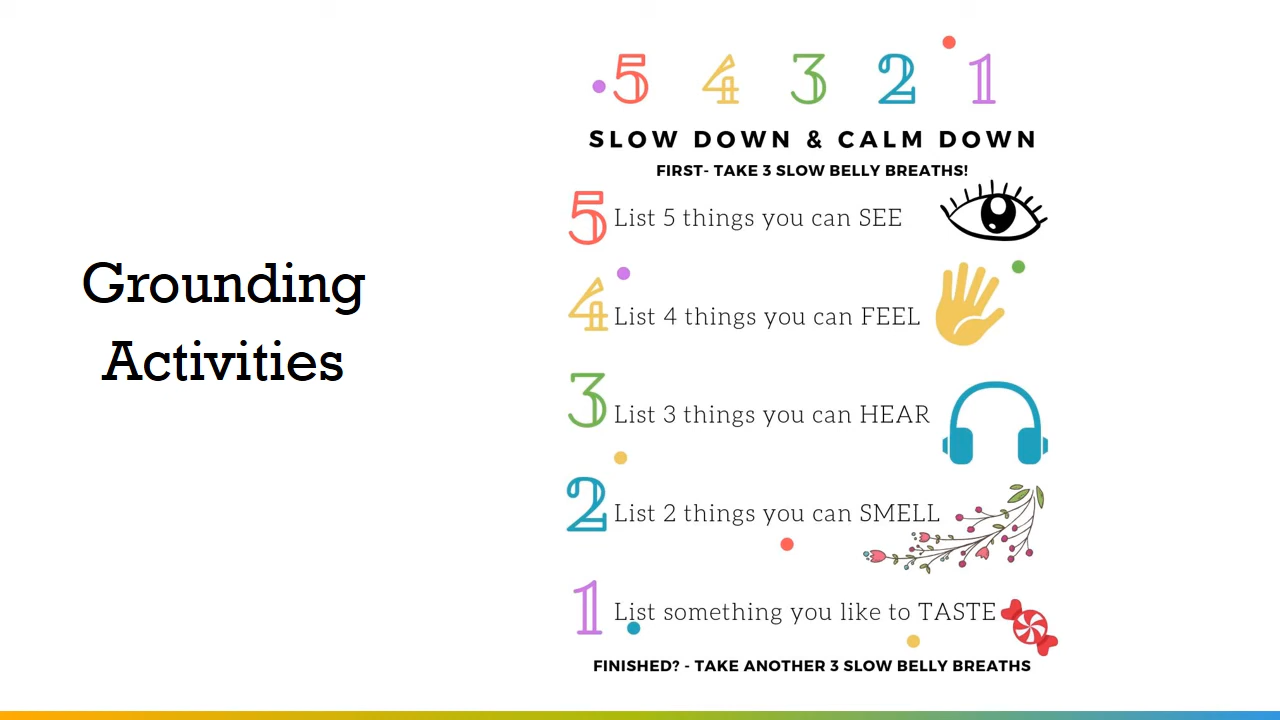 Grounding
Activities
5 4 3 2 1
SLOW DOWN & CALM DOWN
FIRST- TAKE 3 SLOW BELLY BREATHS!
5 List 5 things you can SEE
4 List 4 things you can FEEL
3 List 3 things you can HEAR
2 List 2 things you can SMELL
1 List something you like to TASTE
FINISHED? - TAKE ANOTHER 3 SLOW BELLY BREATHS